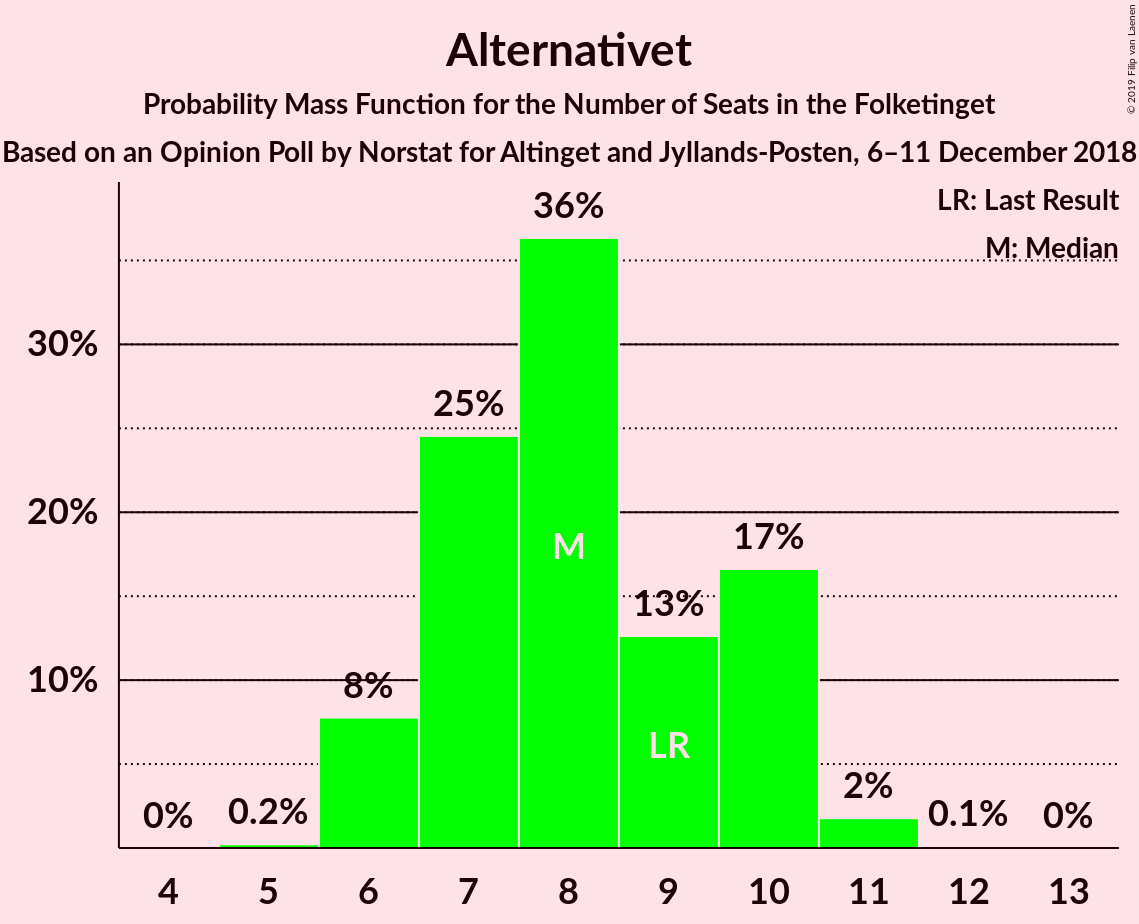 Alternativet
Probability Mass Function for the Number of Seats in the Folketinget
Based on an Opinion Poll by Norstat for Altinget and Jyllands-Posten, 6–11 December 2018
© 2019 Filip van Laenen
LR: Last Result
M: Median
36%
30%
25%
20%
17%
M
13%
10%
8%
LR
2%
0%
0.2%
0.1%
0%
4 5 6 7 8 9 10 11 12 13